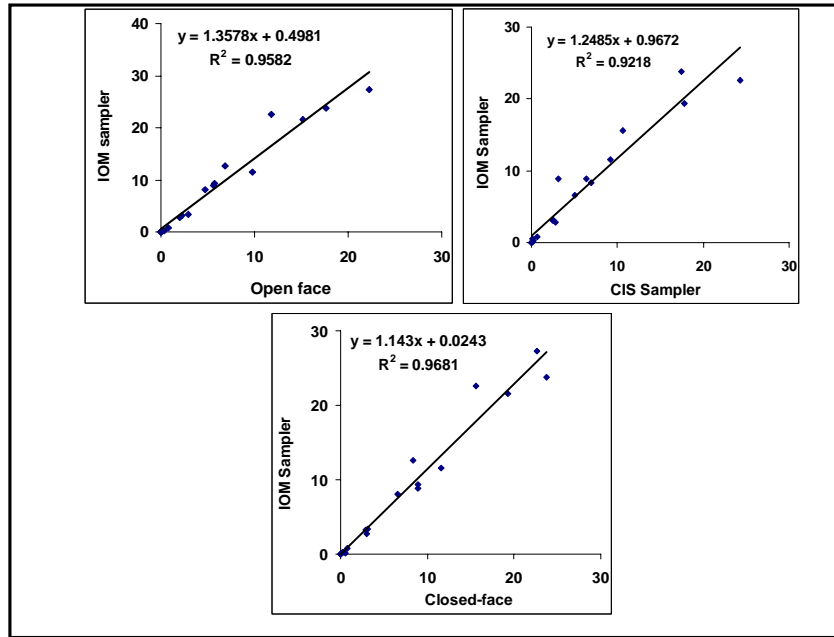 y = 1.3578x + 0.4981
R² = 0.9582
IOM sampler
40
30
20
10
0
0 10 20 30
Open face
y = 1.2485x + 0.9672
R² = 0.9218
IOM Sampler
30
20
10
0
0 10 20 30
CIS Sampler
y = 1.143x + 0.0243
R² = 0.9681
IOM Sampler
30
20
10
0
0 10 20 30
Closed-face